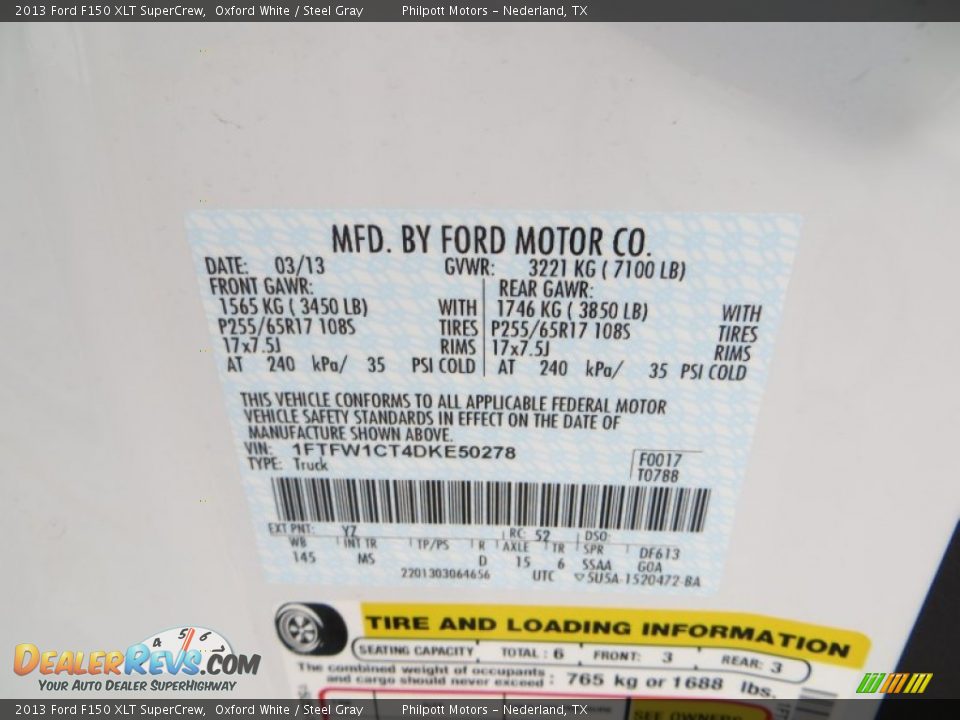 2013 Ford F150 XLT SuperCrew, Oxford White / Steel Gray Philpott Motors – Nederland, TX
MFD. BY FORD MOTOR CO.
DATE: 03/13 GVWR: 3221 KG ( 7100 LB)
FRONT GAWR: REAR GAWR:
1565 KG ( 3450 LB) WITH 1746 KG ( 3850 LB) WITH
P255/65R17 108S TIRES P255/65R17 108S TIRES
17x7.5J RIMS 17x7.5J RIMS
AT 240 kPa/ 35 PSI COLD AT 240 kPa/ 35 PSI COLD
THIS VEHICLE CONFORMS TO ALL APPLICABLE FEDERAL MOTOR
VEHICLE SAFETY STANDARDS IN EFFECT ON THE DATE OF
MANUFACTURE SHOWN ABOVE.
VIN: 1FTFW1CT4DKE50278 F0017
TYPE: Truck T0788
EXT PNT: YZ RC 52 DSO:
WB INT TR TP/PS R AXLE TR SPR DF613
145 MS D 15 6 SSAA GOA
2201303064656 UTC ▽5U5A-1520472-BA
TIRE AND LOADING INFORMATION
SEATING CAPACITY TOTAL : 6 FRONT: 3 REAR: 3
The combined weight of occupants
and cargo should never exceed : 765 kg or 1688 lbs.
SEE OWNERS
4 5 6
DEALERREVS.COM
YOUR AUTO DEALER SUPERHIGHWAY
2013 Ford F150 XLT SuperCrew, Oxford White / Steel Gray Philpott Motors – Nederland, TX